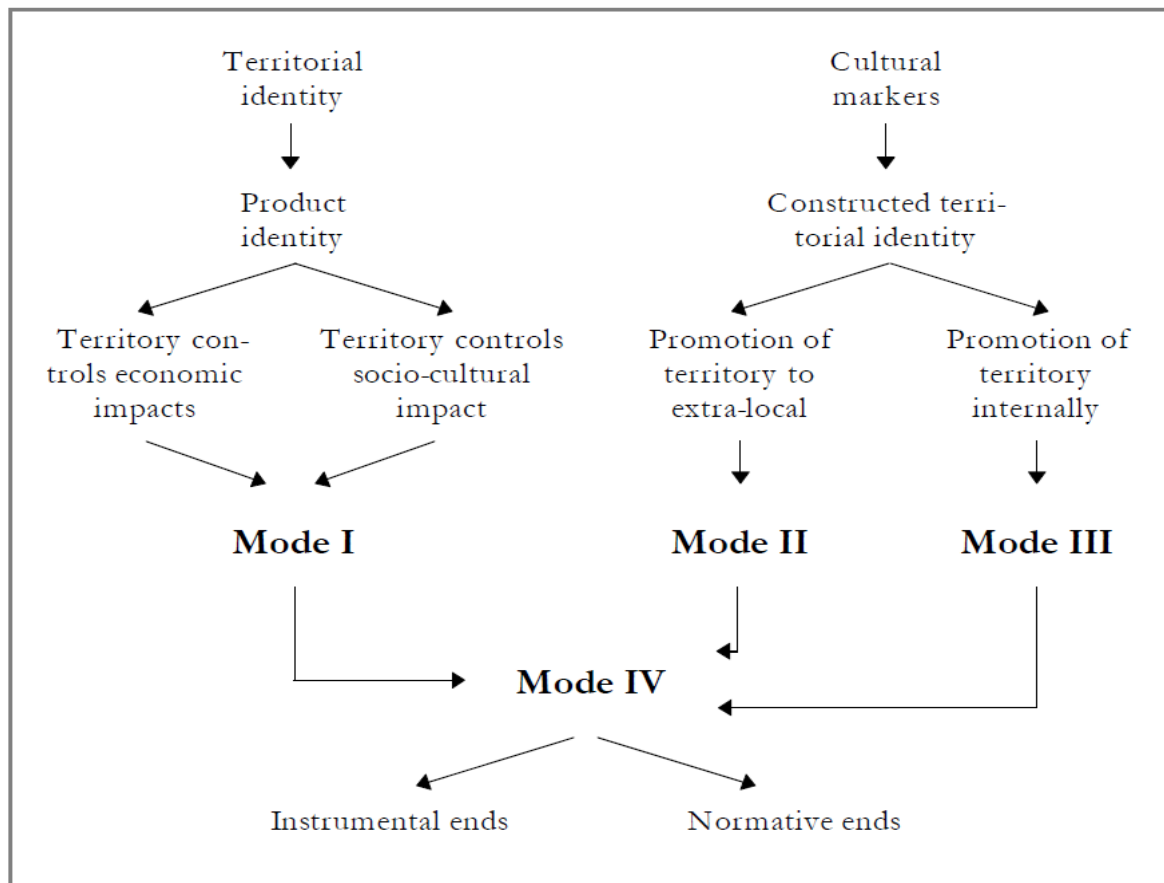 Territorial
identity
Cultural
markers
Product
identity
Constructed terri-
torial identity
Territory con-
trols economic
impacts
Territory controls
socio-cultural
impact
Promotion of
territory to
extra-local
Promotion of
territory
internally
Mode I
Mode II
Mode III
Mode IV
Instrumental ends
Normative ends